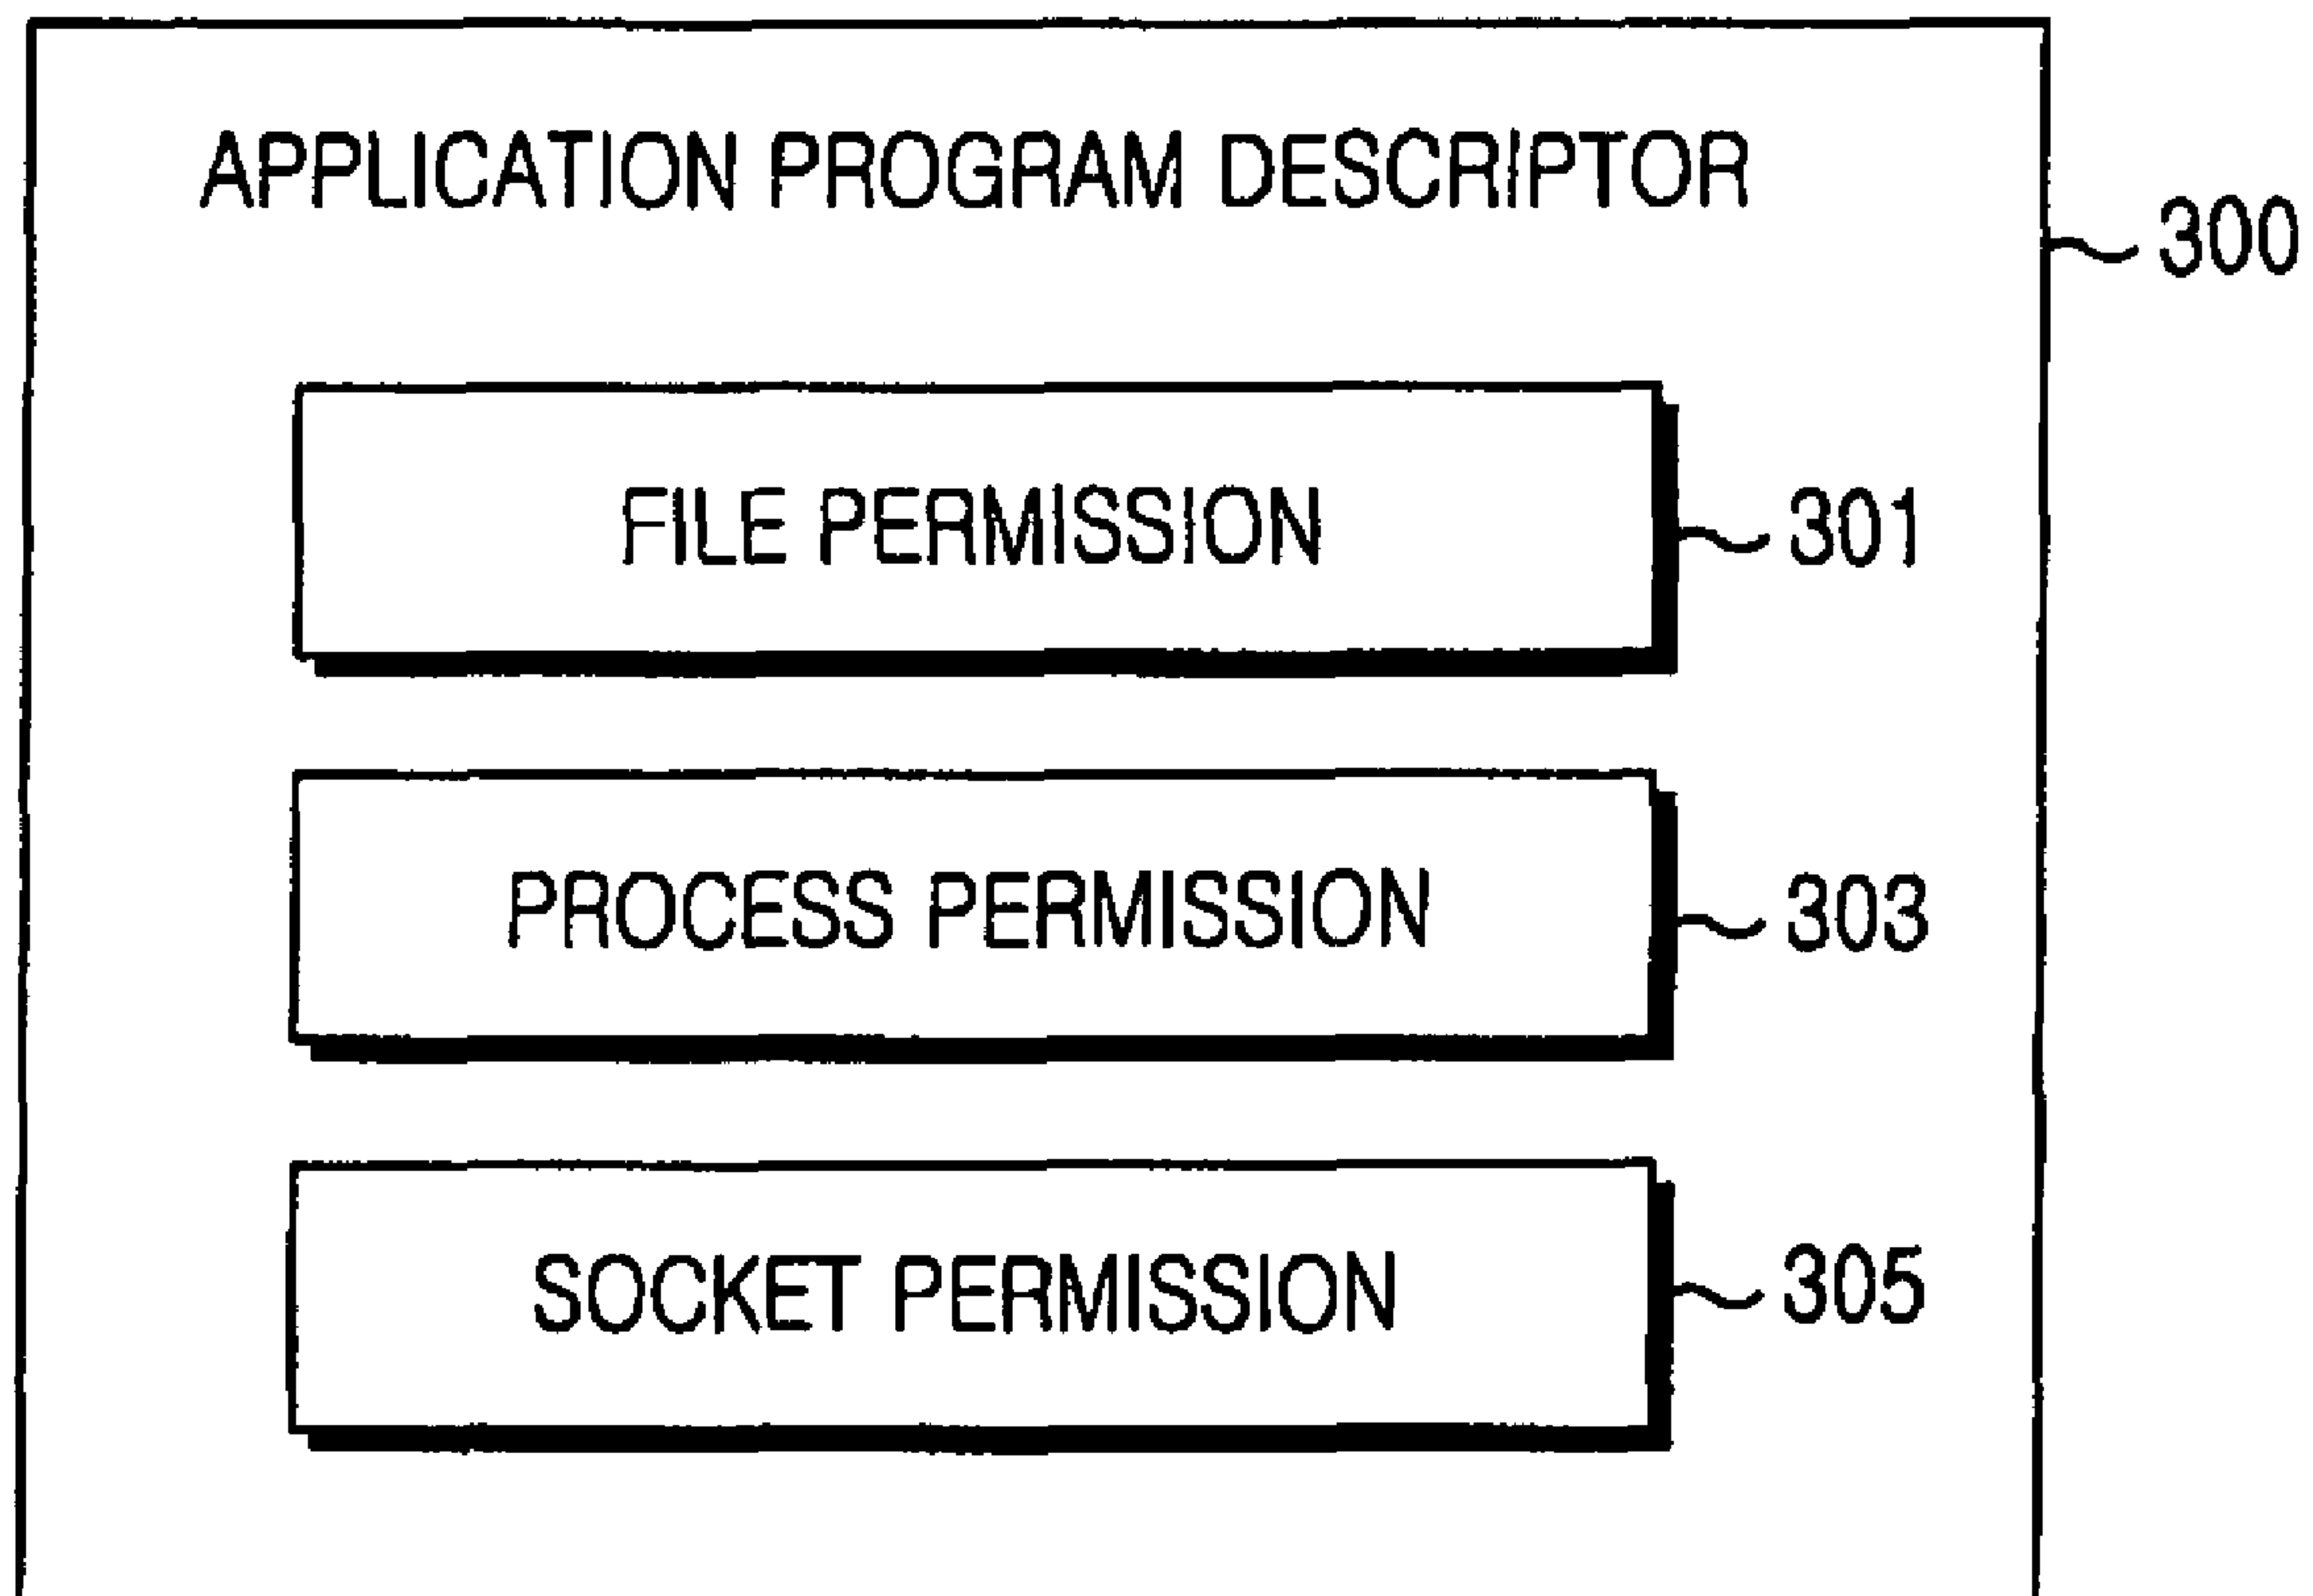 APPLICATION PROGRAM DESCRIPTOR
300
FILE PERMISSION
301
PROCESS PERMISSION
303
SOCKET PERMISSION
305